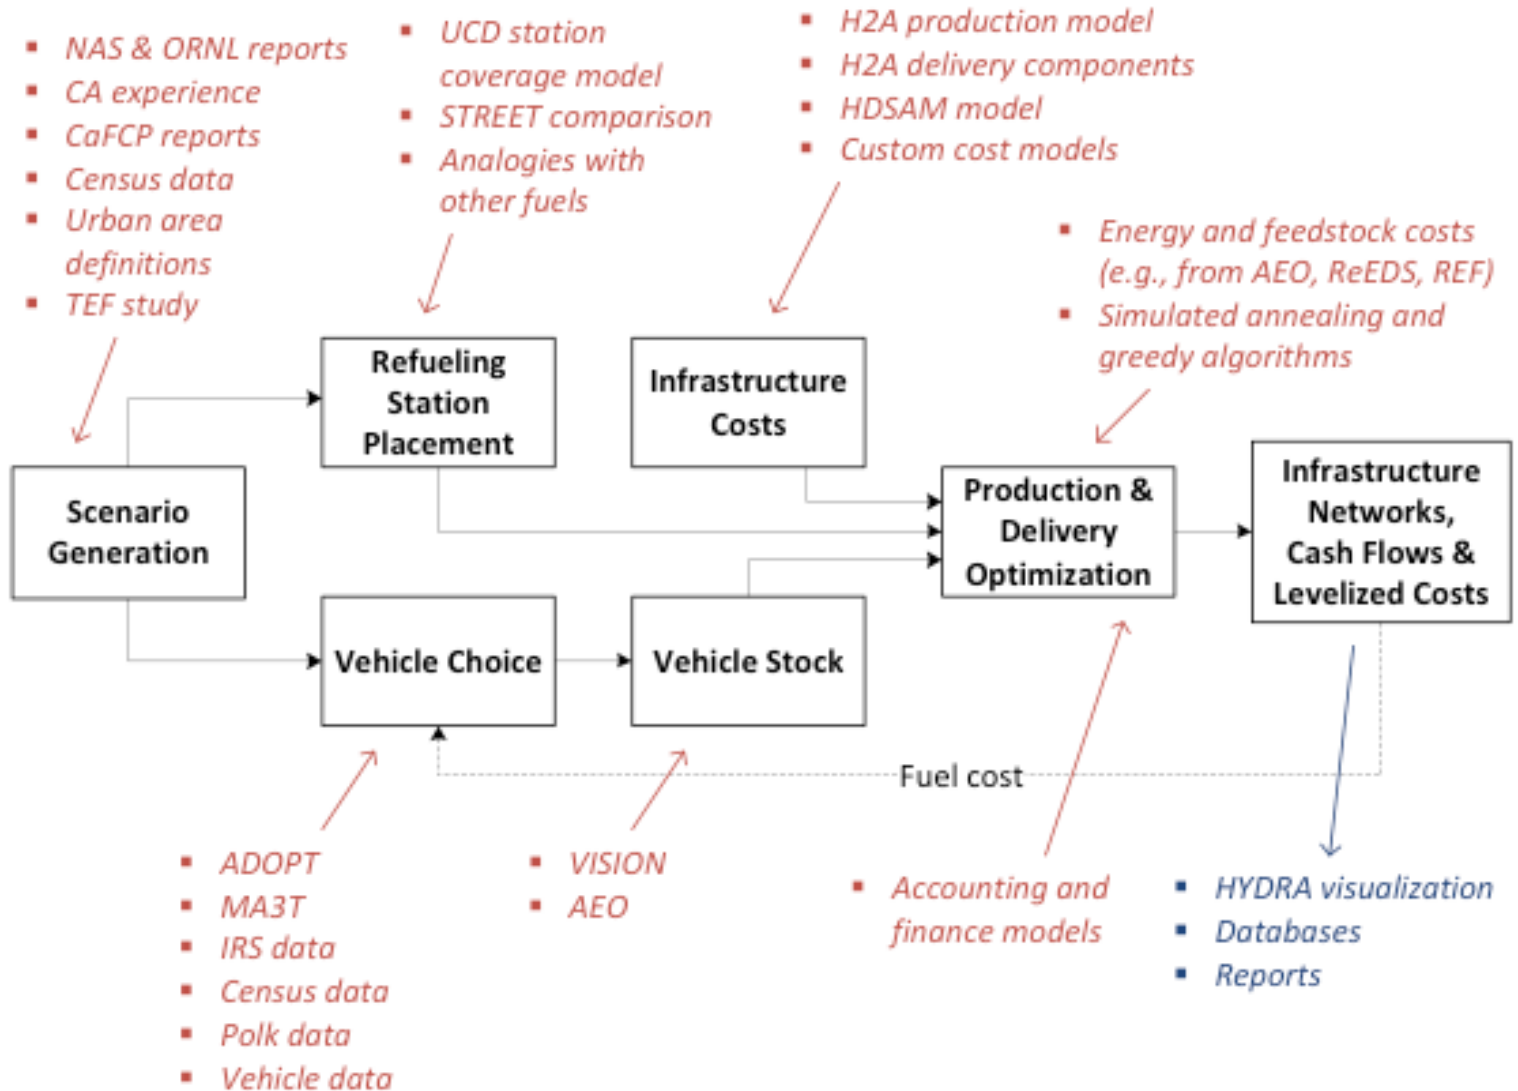 ▪ NAS & ORNL reports
▪ CA experience
▪ CaFCP reports
▪ Census data
▪ Urban area
definitions
▪ TEF study
▪ UCD station
coverage model
▪ STREET comparison
▪ Analogies with
other fuels
▪ H2A production model
▪ H2A delivery components
▪ HDSAM model
▪ Custom cost models
▪ Energy and feedstock costs
(e.g., from AEO, ReEDS, REF)
▪ Simulated annealing and
greedy algorithms
Refueling
Station
Placement
Infrastructure
Costs
Scenario
Generation
Production &
Delivery
Optimization
Infrastructure
Networks,
Cash Flows &
Levelized Costs
Vehicle Choice
Vehicle Stock
Fuel cost
▪ ADOPT
▪ MA3T
▪ IRS data
▪ Census data
▪ Polk data
▪ Vehicle data
▪ VISION
▪ AEO
▪ Accounting and
finance models
▪ HYDRA visualization
▪ Databases
▪ Reports